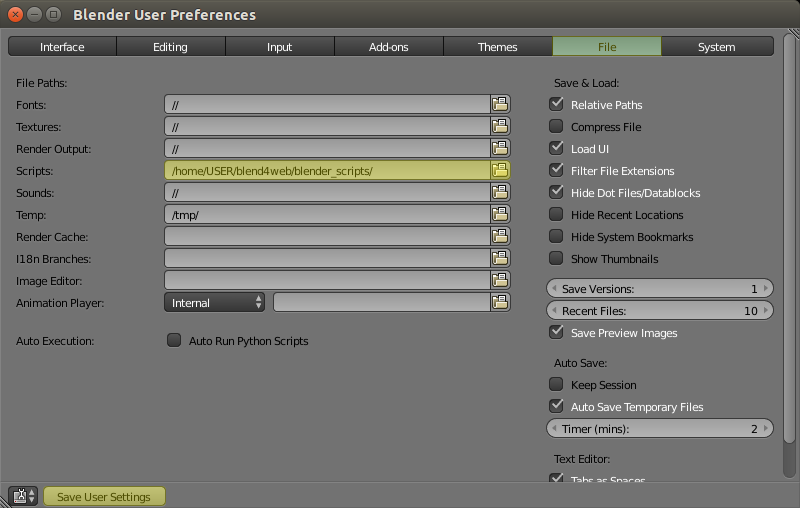 Blender User Preferences
Interface
Editing
Input
Add-ons
Themes
File
System
File Paths:
Fonts: //
Textures: //
Render Output: //
Scripts: /home/USER/blend4web/blender_scripts/
Sounds: //
Temp: /tmp/
Render Cache:
I18n Branches:
Image Editor:
Animation Player: Internal
Auto Execution: Auto Run Python Scripts
Save & Load:
Relative Paths
Compress File
Load UI
Filter File Extensions
Hide Dot Files/Datablocks
Hide Recent Locations
Hide System Bookmarks
Show Thumbnails
Save Versions: 1
Recent Files: 10
Save Preview Images
Auto Save:
Keep Session
Auto Save Temporary Files
Timer (mins): 2
Text Editor:
Tabs as Spaces
Save User Settings